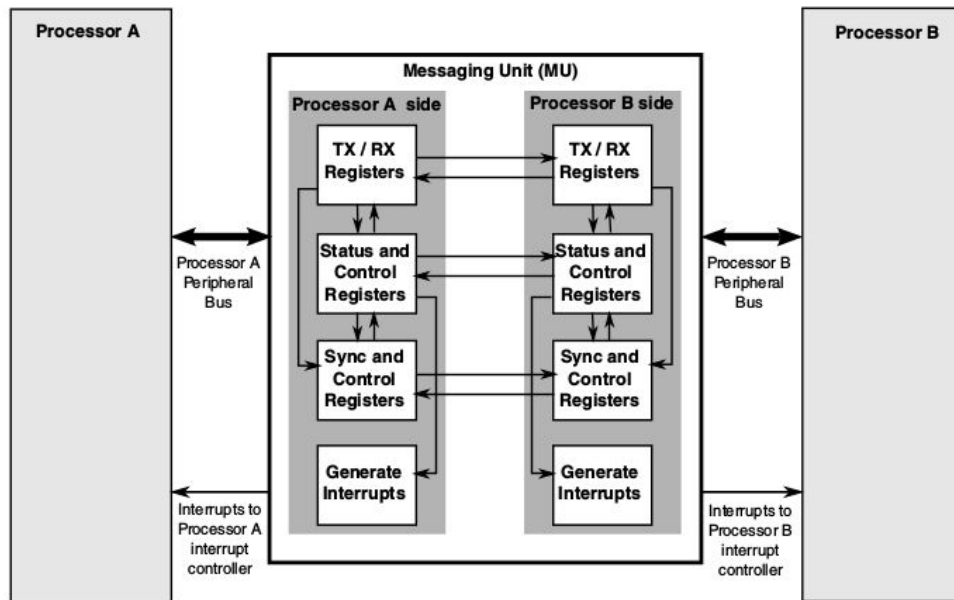 Processor A
Processor B
Messaging Unit (MU)
Processor A side
Processor B side
TX / RX
Registers
TX / RX
Registers
Status and
Control
Registers
Status and
Control
Registers
Processor A
Peripheral
Bus
Processor B
Peripheral
Bus
Sync and
Control
Registers
Sync and
Control
Registers
Generate
Interrupts
Generate
Interrupts
Interrupts to
Processor A
interrupt
controller
Interrupts to
Processor B
interrupt
controller